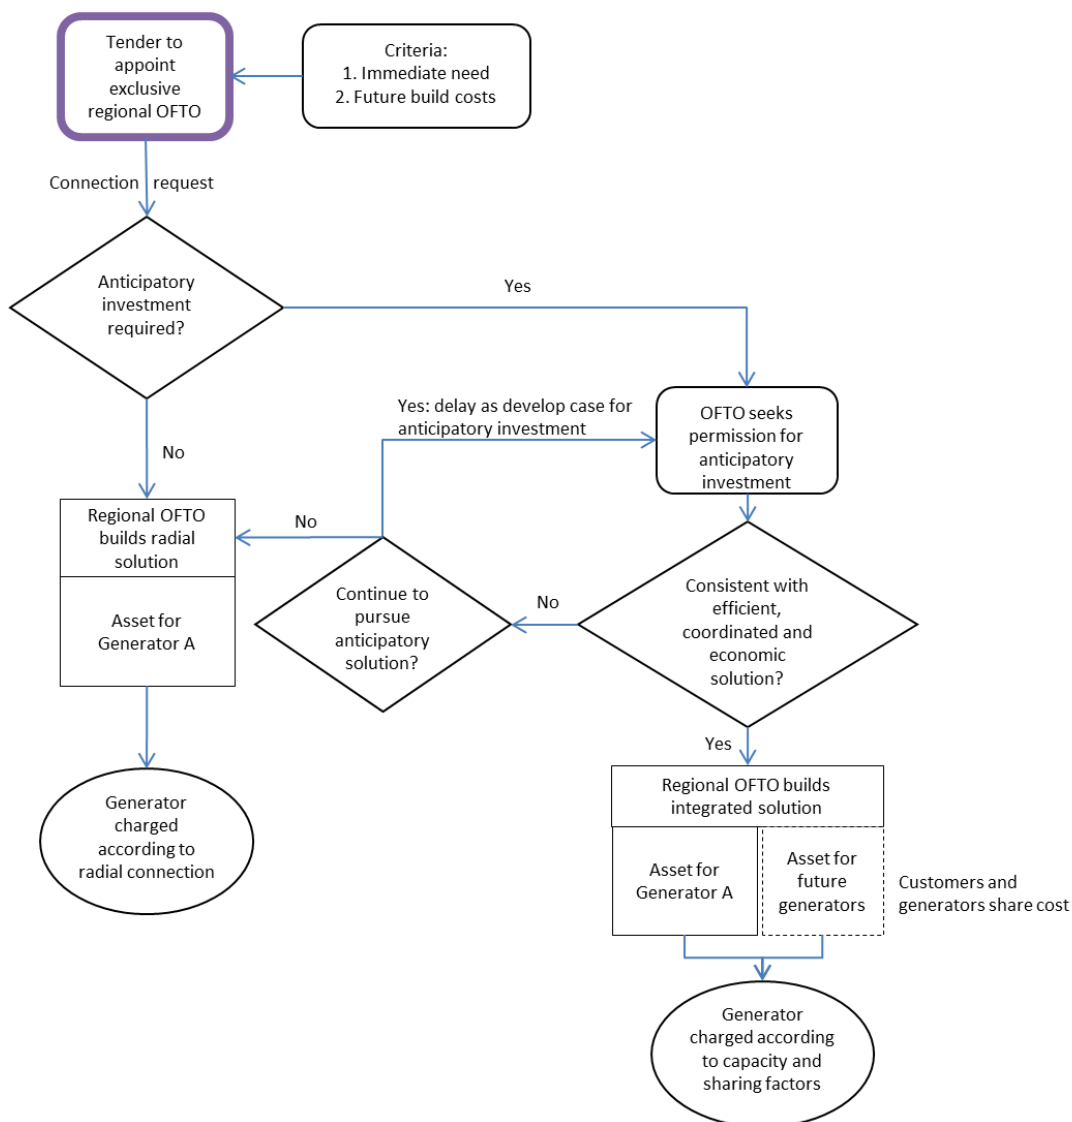 Tender to
appoint
exclusive
regional OFTO
Criteria:
1. Immediate need
2. Future build costs
Connection request
Anticipatory
investment
required?
Yes
No
Yes: delay as develop case for
anticipatory investment
OFTO seeks
permission for
anticipatory
investment
Regional OFTO
builds radial
solution
No
Asset for
Generator A
Continue to
pursue
anticipatory
solution?
No
Consistent with
efficient,
coordinated and
economic
solution?
Yes
Regional OFTO builds
integrated solution
Asset for
Generator A
Asset for
future
generators
Customers and
generators share cost
Generator
charged
according to
radial connection
Generator
charged according
to capacity and
sharing factors